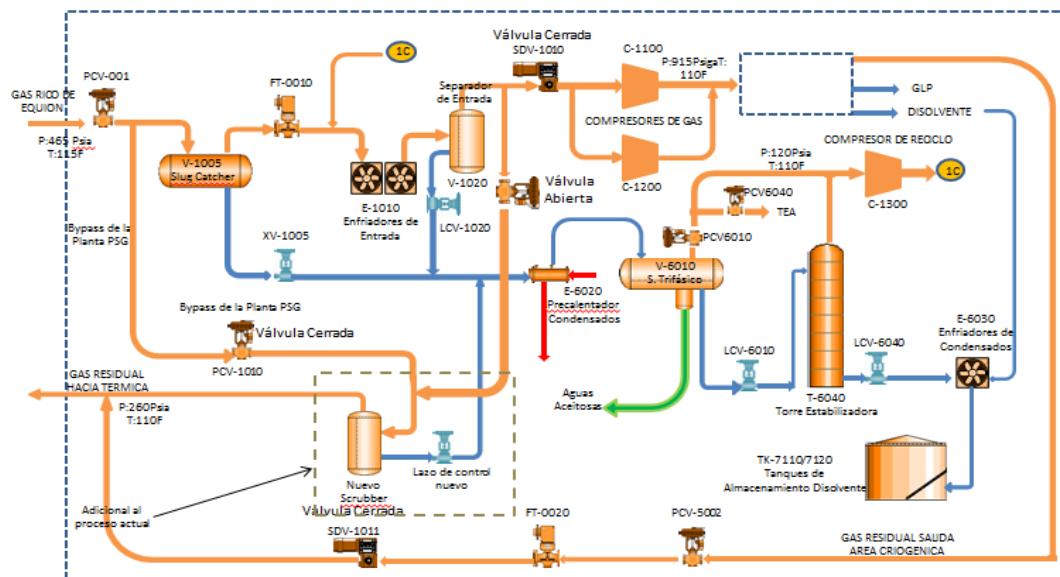 Válvula Cerrada
SDV-1010
C-1100
P:915PsigaT:
110F
1C
PCV-001
FT-0010
GAS RICO DE
EQUION
P:465 Psia
T:115F
Separador
de Entrada
GLP
DISOLVENTE
COMPRESORES DE GAS
COMPRESOR DE RECICLO
P:120Psia
T:110F
1C
V-1005
Slug Catcher
V-1020
C-1200
Válvula
Abierta
PCV6040
TEA
C-1300
E-1010
Enfriadores de
Entrada
LCV-1020
PCV6010
Bypass de la
Planta PSG
XV-1005
V-6010
S. Trifásico
E-6020
Precalentador
Condensados
Bypass de la Planta PSG
Válvula Cerrada
PCV-1010
LCV-6010
LCV-6040
E-6030
Enfriadores de
Condensados
GAS RESIDUAL
HACIA TERMICA
P:260Psia
T:110F
Aguas
Aceitosas
T-6040
Torre Estabilizadora
Nuevo
Scrubber
Lazo de control
nuevo
TK-7110/7120
Tanques de
Almacenamiento Disolvente
Adicional al
proceso actual
Válvula Cerrada
SDV-1011
FT-0020
PCV-5002
GAS RESIDUAL SALIDA
AREA CRIOGENICA